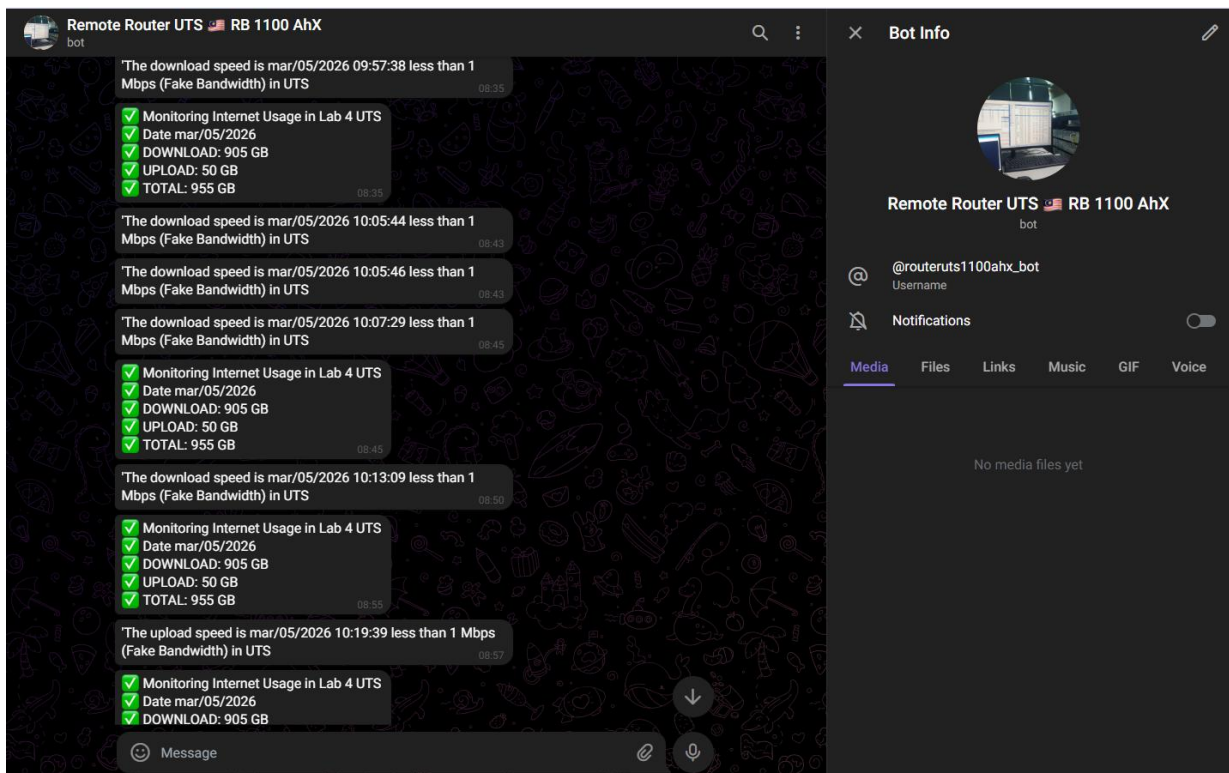 Remote Router UTS 🇲🇾 RB 1100 AhX
bot
'The download speed is mar/05/2026 09:57:38 less than 1
Mbps (Fake Bandwidth) in UTS
08:35
✅ Monitoring Internet Usage in Lab 4 UTS
✅ Date mar/05/2026
✅ DOWNLOAD: 905 GB
✅ UPLOAD: 50 GB
✅ TOTAL: 955 GB
08:35
'The download speed is mar/05/2026 10:05:44 less than 1
Mbps (Fake Bandwidth) in UTS
08:43
'The download speed is mar/05/2026 10:05:46 less than 1
Mbps (Fake Bandwidth) in UTS
08:43
'The download speed is mar/05/2026 10:07:29 less than 1
Mbps (Fake Bandwidth) in UTS
08:45
✅ Monitoring Internet Usage in Lab 4 UTS
✅ Date mar/05/2026
✅ DOWNLOAD: 905 GB
✅ UPLOAD: 50 GB
✅ TOTAL: 955 GB
08:45
'The download speed is mar/05/2026 10:13:09 less than 1
Mbps (Fake Bandwidth) in UTS
08:50
✅ Monitoring Internet Usage in Lab 4 UTS
✅ Date mar/05/2026
✅ DOWNLOAD: 905 GB
✅ UPLOAD: 50 GB
✅ TOTAL: 955 GB
08:55
'The upload speed is mar/05/2026 10:19:39 less than 1 Mbps
(Fake Bandwidth) in UTS
08:57
✅ Monitoring Internet Usage in Lab 4 UTS
✅ Date mar/05/2026
✅ DOWNLOAD: 905 GB
Message
Bot Info
Remote Router UTS 🇲🇾 RB 1100 AhX
bot
@routeruts1100ahx_bot
Username
Notifications
Media Files Links Music GIF Voice
No media files yet